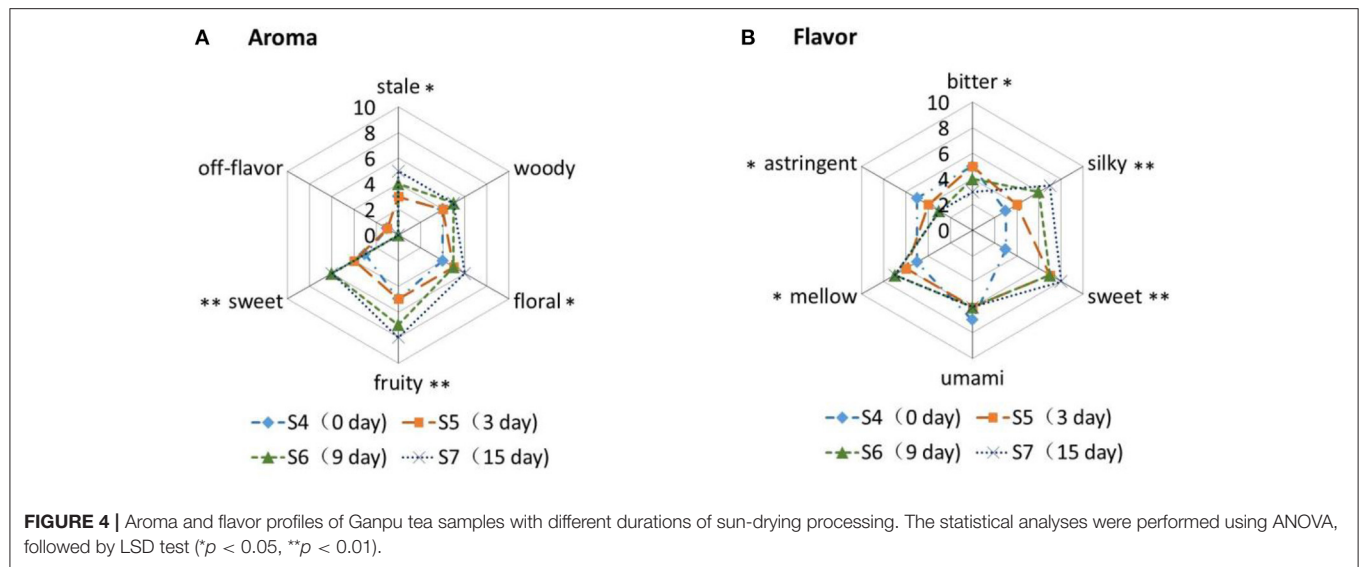 A Aroma
stale *
10
8
6
4
2
0
off-flavor
woody
** sweet
floral *
fruity **
S4（0 day)
S5（3 day)
S6（9 day)
S7（15 day)
B Flavor
bitter *
10
8
6
4
2
0
* astringent
silky **
* mellow
sweet **
umami
S4（0 day)
S5（3 day)
S6（9 day)
S7（15 day)
FIGURE 4 | Aroma and flavor profiles of Ganpu tea samples with different durations of sun-drying processing. The statistical analyses were performed using ANOVA,
followed by LSD test (*p < 0.05, **p < 0.01).